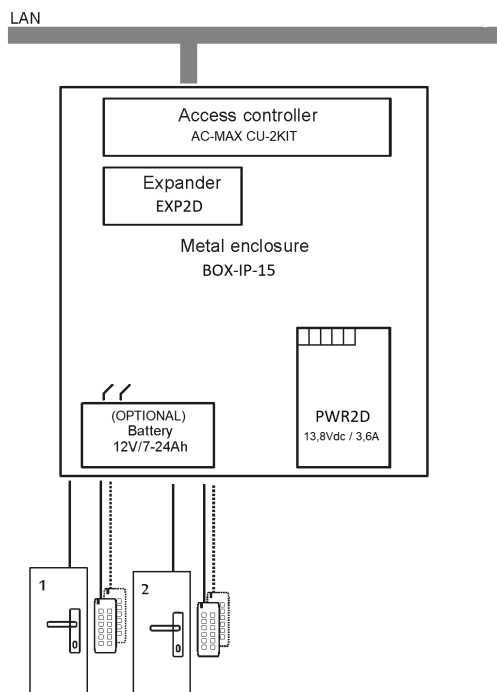 LAN
Access controller
AC-MAX CU-2KIT
Expander
EXP2D
Metal enclosure
BOX-IP-15
(OPTIONAL)
Battery
12V/7-24Ah
PWR2D
13,8Vdc / 3,6A
1
2